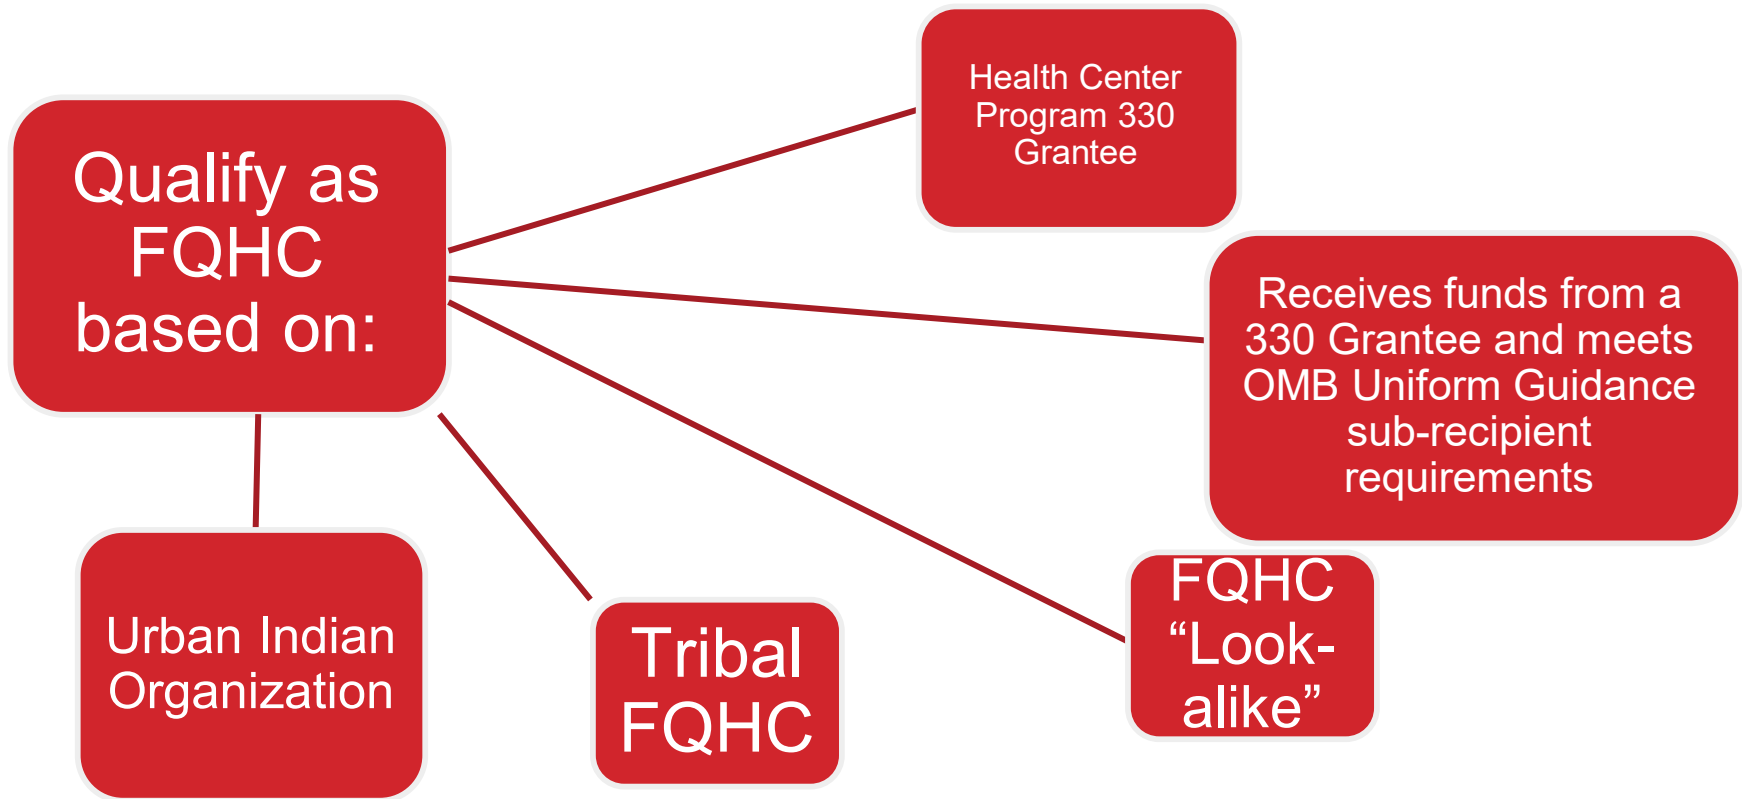 Qualify as
FQHC
based on:
Health Center
Program 330
Grantee
Receives funds from a
330 Grantee and meets
OMB Uniform Guidance
sub-recipient
requirements
FQHC
“Look-
alike”
Tribal
FQHC
Urban Indian
Organization